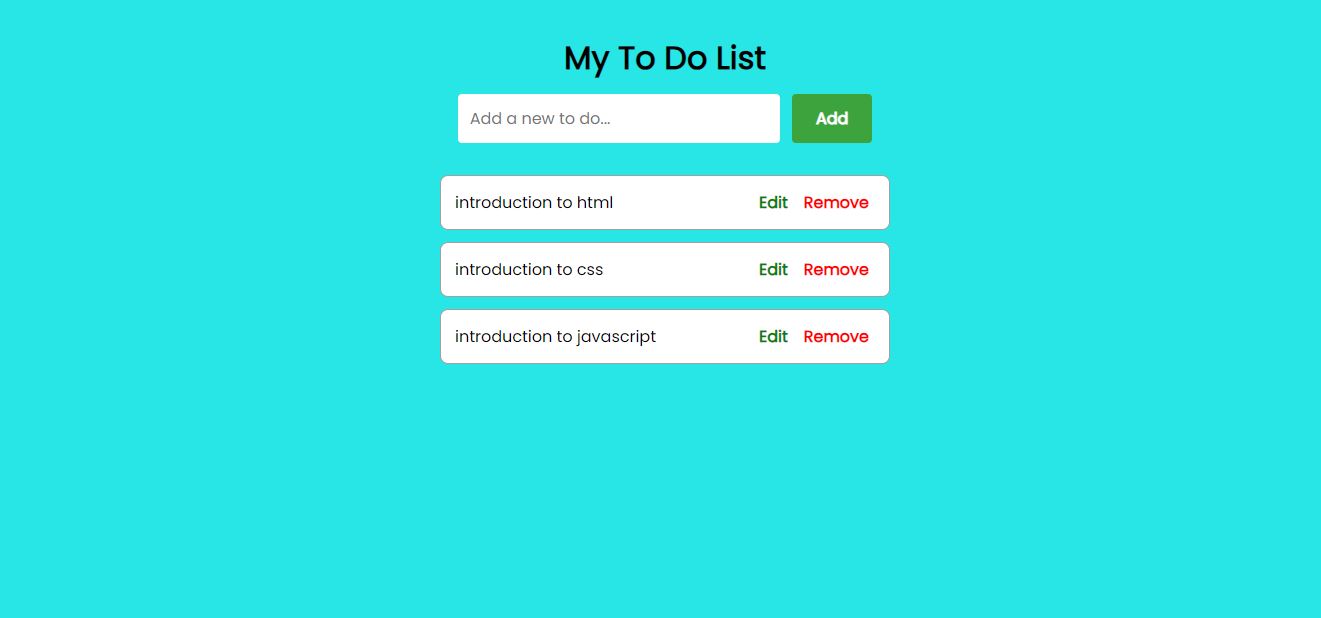 My To Do List
Add a new to do...
Add
introduction to html
Edit
Remove
introduction to css
Edit
Remove
introduction to javascript
Edit
Remove